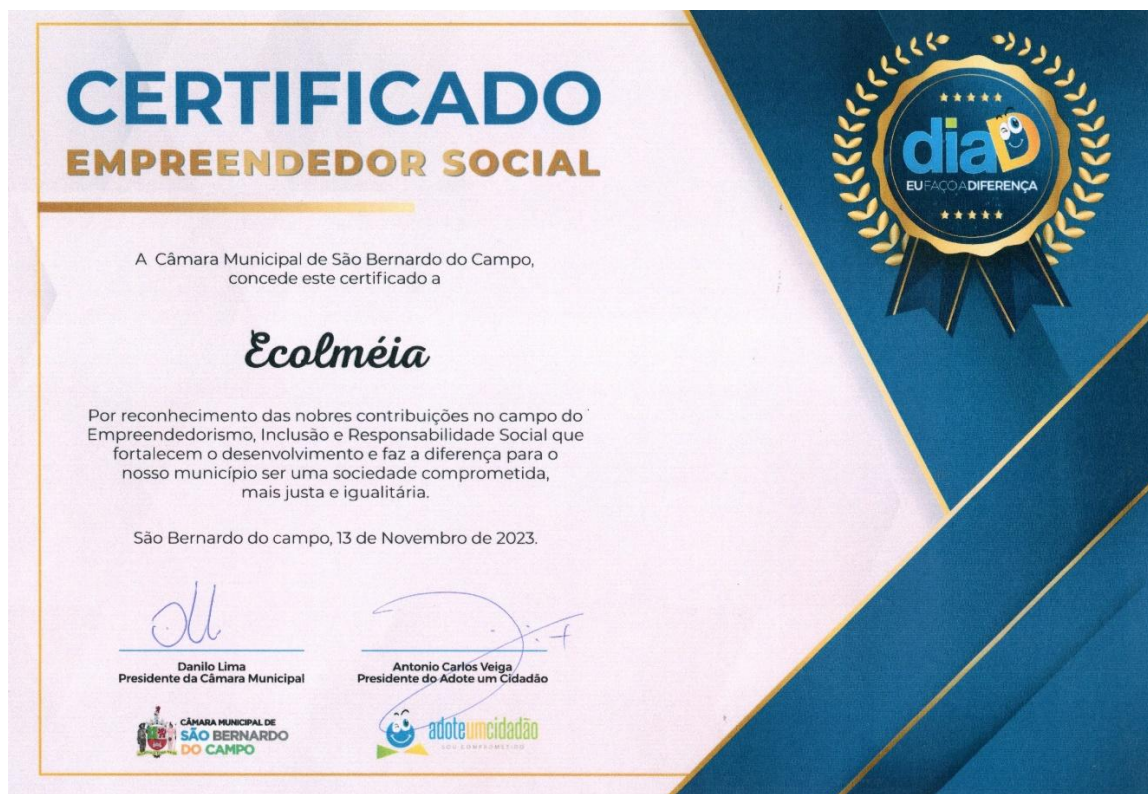 CERTIFICADO
EMPREENDEDOR SOCIAL
diaD
EU FAÇO A DIFERENÇA
A Câmara Municipal de São Bernardo do Campo,
concede este certificado a
Ecolméia
Por reconhecimento das nobres contribuições no campo do
Empreendedorismo, Inclusão e Responsabilidade Social que
fortalecem o desenvolvimento e faz a diferença para o
nosso município ser uma sociedade comprometida,
mais justa e igualitária.
São Bernardo do campo, 13 de Novembro de 2023.
Danilo Lima
Presidente da Câmara Municipal
Antonio Carlos Veiga
Presidente do Adote um Cidadão
CÂMARA MUNICIPAL DE
SÃO BERNARDO
DO CAMPO
adoteumcidadão
SOU COMPROMETIDO